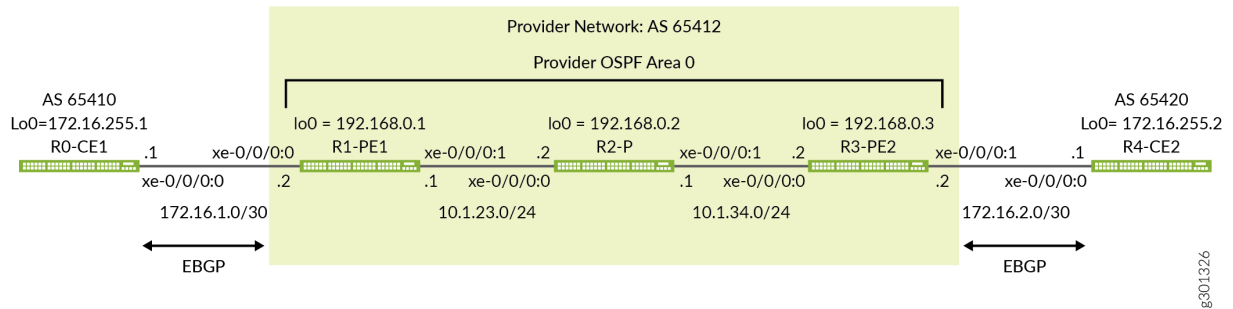 Provider Network: AS 65412
Provider OSPF Area 0
AS 65410
Lo0=172.16.255.1
R0-CE1
lo0 = 192.168.0.1
R1-PE1
lo0 = 192.168.0.2
R2-P
lo0 = 192.168.0.3
R3-PE2
AS 65420
Lo0= 172.16.255.2
R4-CE2
.1 xe-0/0/0:0 xe-0/0/0:1 .2 xe-0/0/0:1 .2 xe-0/0/0:1 .1
xe-0/0/0:0 .2 .1 xe-0/0/0:0 .1 xe-0/0/0:0 .2 xe-0/0/0:0
172.16.1.0/30 10.1.23.0/24 10.1.34.0/24 172.16.2.0/30
EBGP EBGP
g301326